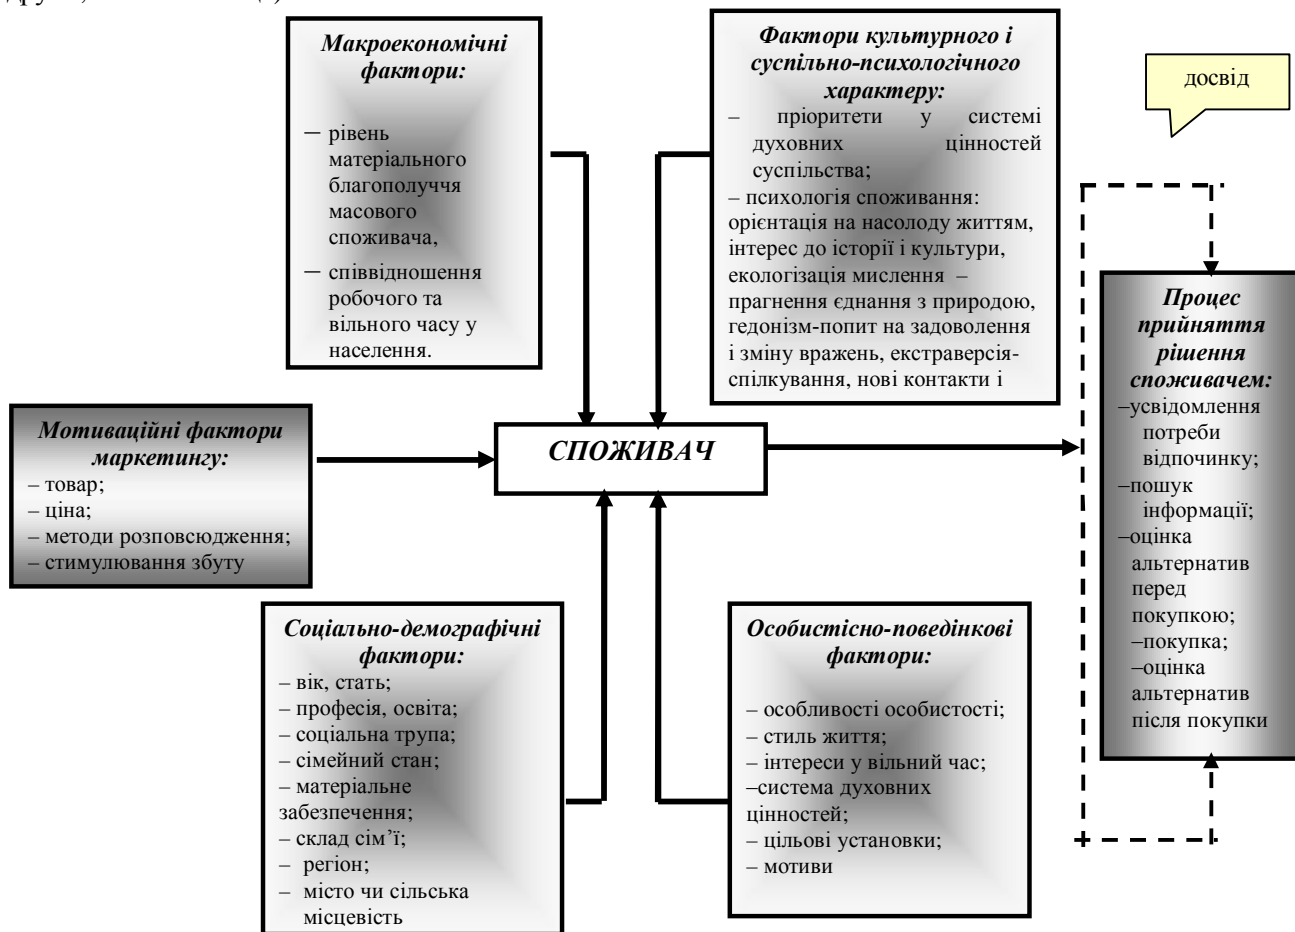 Макроекономічні
фактори:
– рівень
матеріального
благополуччя
масового
споживача,
– співвідношення
робочого та
вільного часу у
населення.
Фактори культурного і
суспільно-психологічного
характеру:
– пріоритети у системі
духовних цінностей
суспільства;
– психологія споживання:
орієнтація на насолоду життям,
інтерес до історії і культури,
екологізація мислення –
прагнення єднання з природою,
гедонізм-попит на задоволення
і зміну вражень, екстраверсія-
спілкування, нові контакти і
досвід
Мотиваційні фактори
маркетингу:
– товар;
– ціна;
– методи розповсюдження;
– стимулювання збуту
СПОЖИВАЧ
Процес
прийняття
рішення
споживачем:
–усвідомлення
потреби
відпочинку;
–пошук
інформації;
–оцінка
альтернатив
перед
покупкою;
–покупка;
–оцінка
альтернатив
після покупки
Соціально-демографічні
фактори:
– вік, стать;
– професія, освіта;
– соціальна трупа;
– сімейний стан;
– матеріальне
забезпечення;
– склад сім’ї;
– регіон;
– місто чи сільська
місцевість
Особистісно-поведінкові
фактори:
– особливості особистості;
– стиль життя;
– інтереси у вільний час;
–система духовних
цінностей;
– цільові установки;
– мотиви